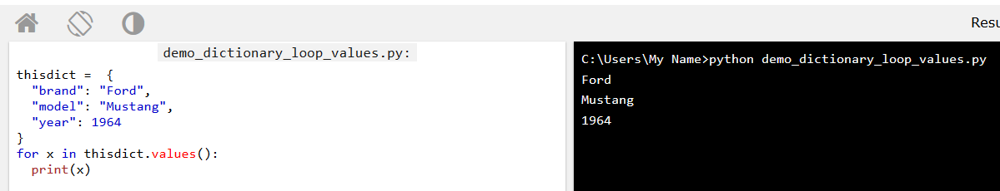 Resu
demo_dictionary_loop_values.py:
thisdict =  {
  "brand": "Ford",
  "model": "Mustang",
  "year": 1964
}
for x in thisdict.values():
  print(x)
C:\Users\My Name>python demo_dictionary_loop_values.py
Ford
Mustang
1964